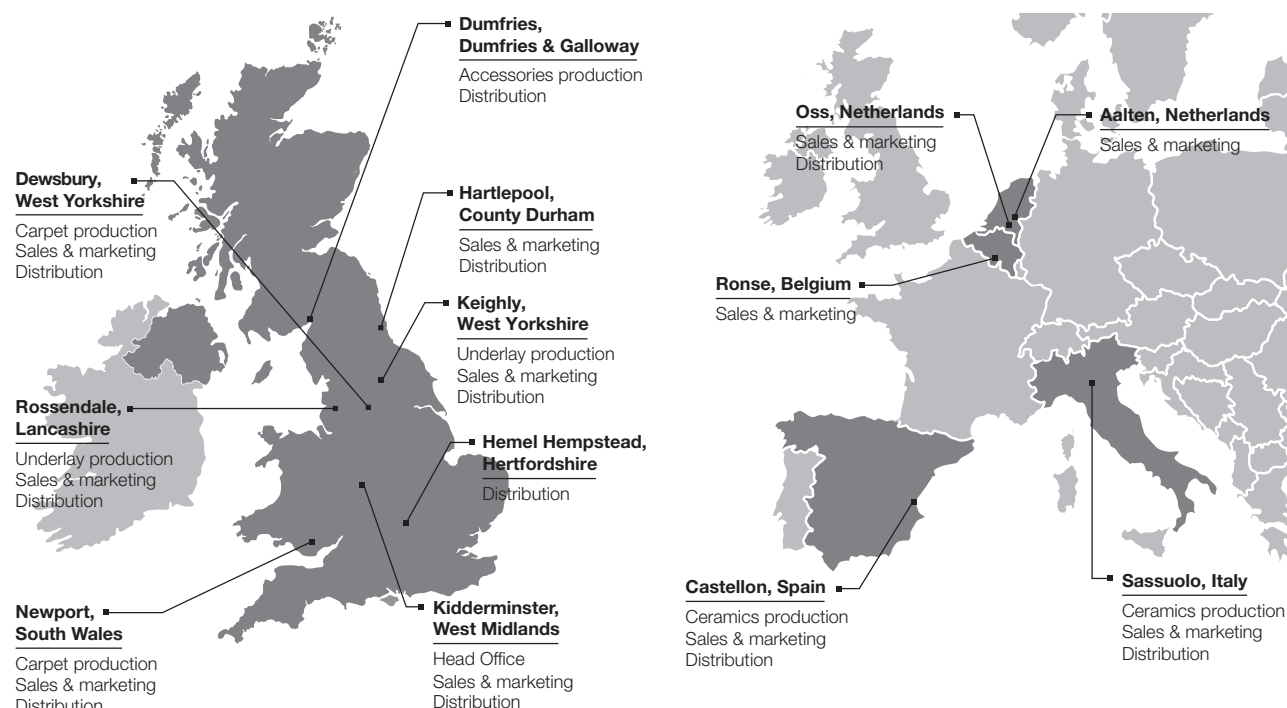 Dumfries,
Dumfries & Galloway
Accessories production
Distribution
Dewsbury,
West Yorkshire
Carpet production
Sales & marketing
Distribution
Hartlepool,
County Durham
Sales & marketing
Distribution
Keighly,
West Yorkshire
Underlay production
Sales & marketing
Distribution
Rossendale,
Lancashire
Underlay production
Sales & marketing
Distribution
Hemel Hempstead,
Hertfordshire
Distribution
Newport,
South Wales
Carpet production
Sales & marketing
Distribution
Kidderminster,
West Midlands
Head Office
Sales & marketing
Distribution
Oss, Netherlands
Sales & marketing
Distribution
Aalten, Netherlands
Sales & marketing
Ronse, Belgium
Sales & marketing
Castellon, Spain
Ceramics production
Sales & marketing
Distribution
Sassuolo, Italy
Ceramics production
Sales & marketing
Distribution